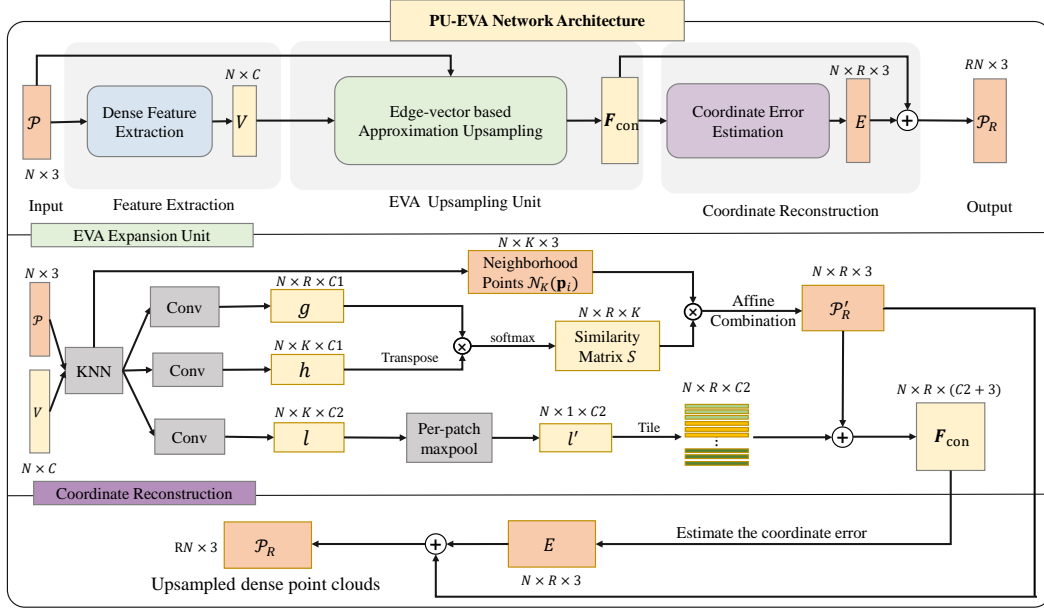 PU-EVA Network Architecture
N × C
N × R × 3
RN × 3
𝒫
Dense Feature
Extraction
V
Edge-vector based
Approximation Upsampling
F_con
Coordinate Error
Estimation
E
+
𝒫_R
N × 3
Input
Feature Extraction
EVA Upsampling Unit
Coordinate Reconstruction
Output
EVA Expansion Unit
N × 3
𝒫
V
N × C
KNN
Conv
Conv
Conv
N × R × C1
g
N × K × C1
h
N × K × C2
l
Transpose
×
softmax
N × K × 3
Neighborhood
Points 𝒩_K(p_i)
N × R × K
Similarity
Matrix S
×
Affine
Combination
N × R × 3
𝒫′_R
Per-patch
maxpool
N × 1 × C2
l′
Tile
N × R × C2
⋮
+
N × R × (C2 + 3)
F_con
Coordinate Reconstruction
Estimate the coordinate error
E
N × R × 3
+
RN × 3
𝒫_R
Upsampled dense point clouds